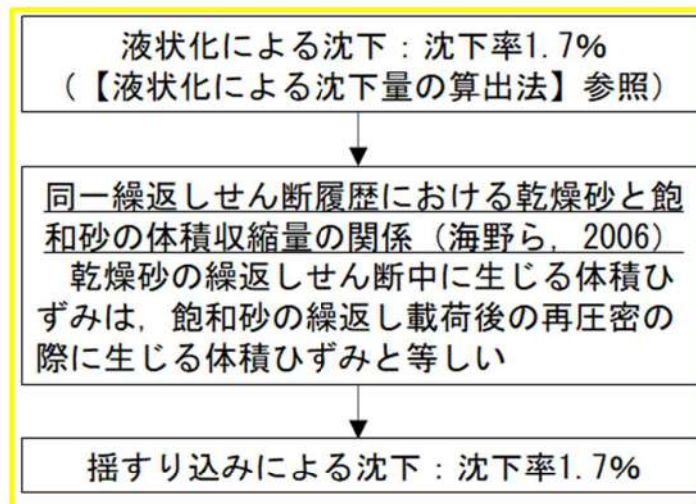 液状化による沈下：沈下率1.7%
（【液状化による沈下量の算出法】参照）
同一繰返しせん断履歴における乾燥砂と飽
和砂の体積収縮量の関係（海野ら，2006）
乾燥砂の繰返しせん断中に生じる体積ひ
ずみは，飽和砂の繰返し載荷後の再圧密の
際に生じる体積ひずみと等しい
揺すり込みによる沈下：沈下率1.7%